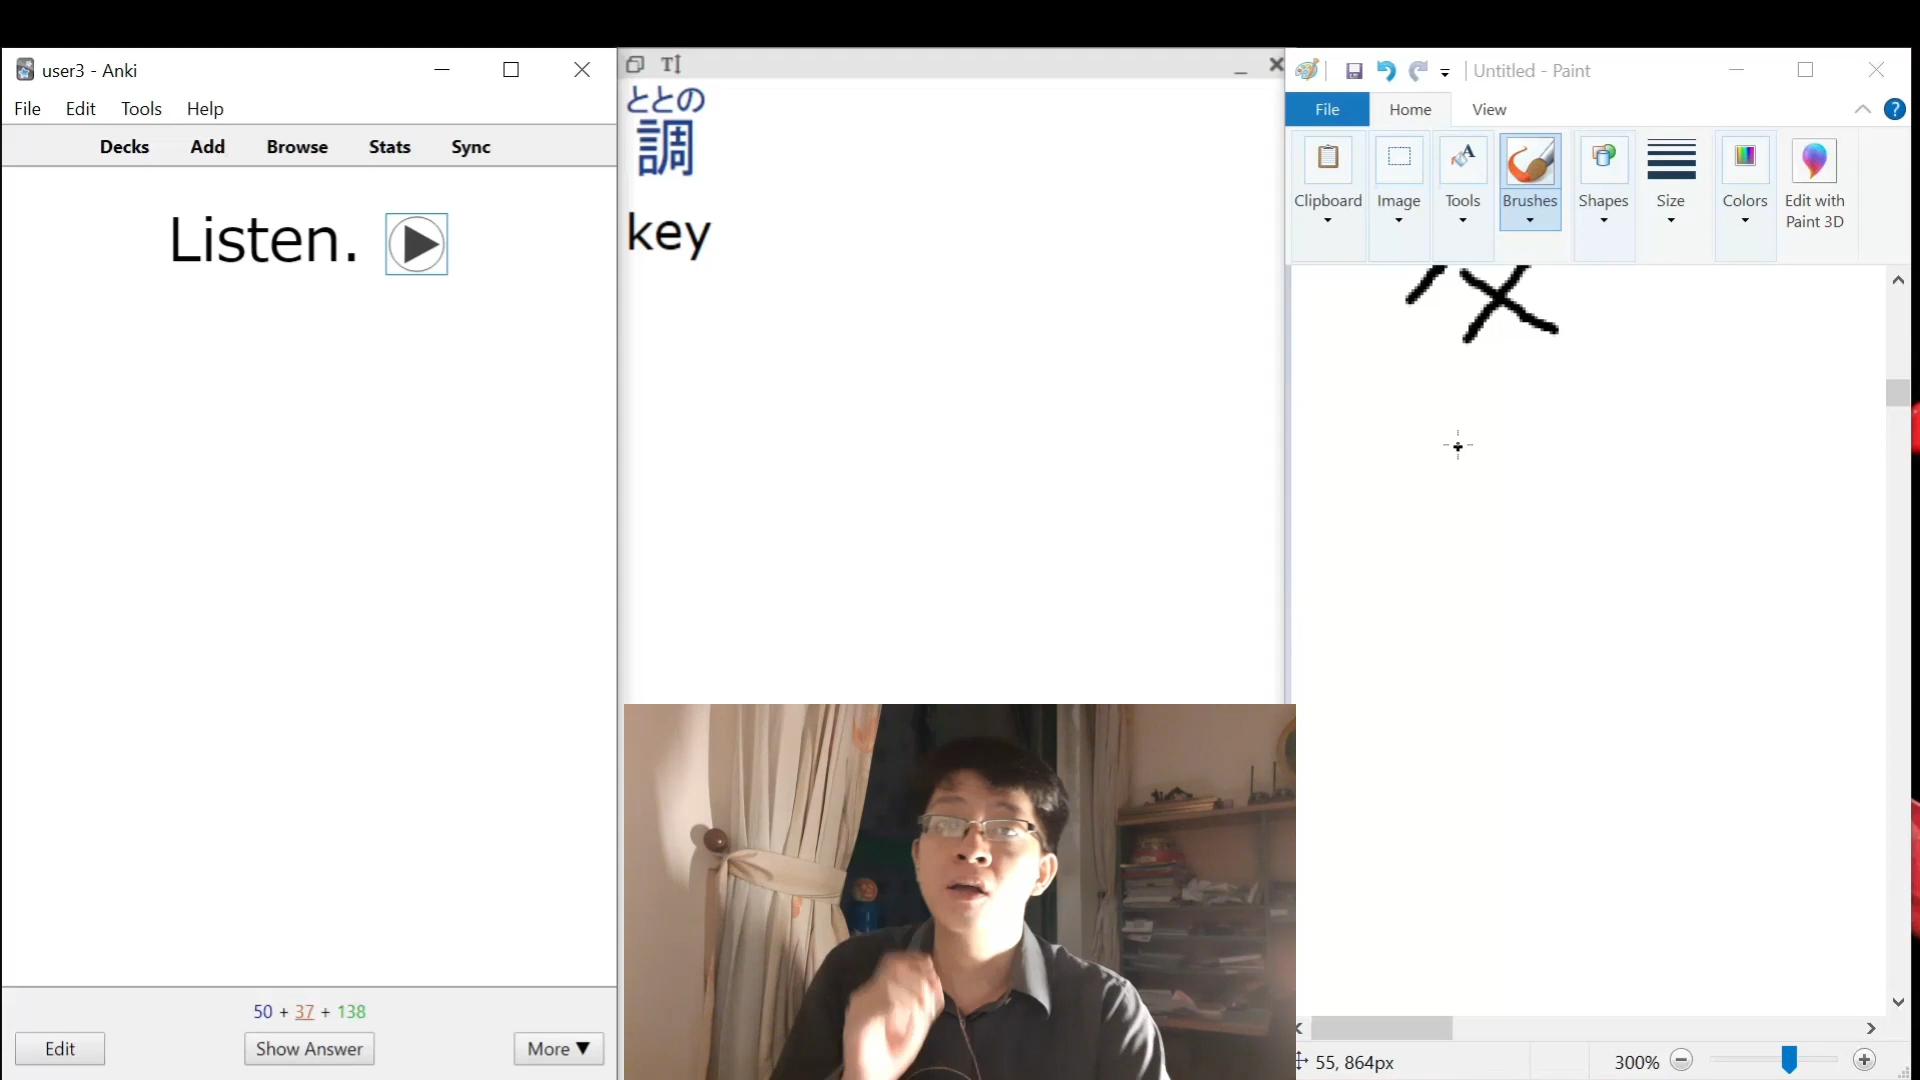 user3 - Anki
File Edit Tools Help
Decks Add Browse Stats Sync
Listen.
50 + 37 + 138
Edit Show Answer More ▼
ととの
調
key
Untitled - Paint
File Home View
Clipboard Image Tools Brushes Shapes Size Colors Edit with Paint 3D
55, 864px
300%